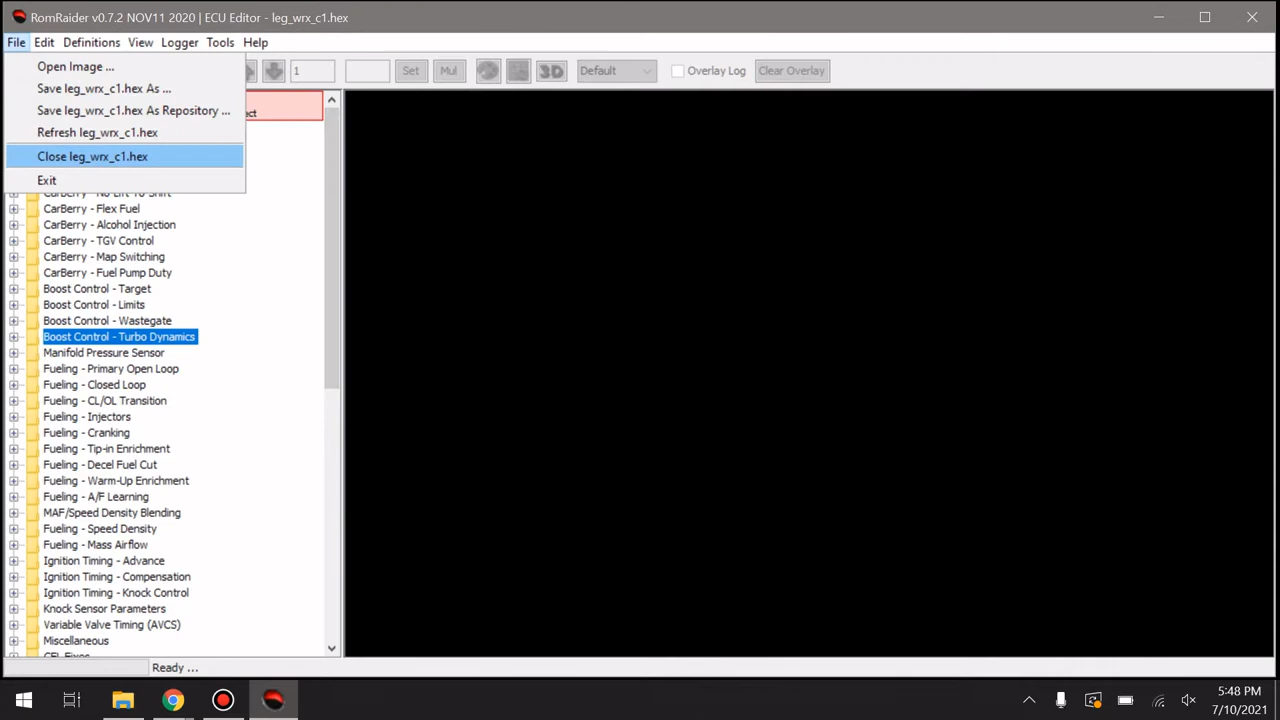 RomRaider v0.7.2 NOV11 2020 | ECU Editor - leg_wrx_c1.hex
File Edit Definitions View Logger Tools Help
Open Image ...
Save leg_wrx_c1.hex As ...
Save leg_wrx_c1.hex As Repository ...
Refresh leg_wrx_c1.hex
Close leg_wrx_c1.hex
Exit
1 Set Mul 3D Default Overlay Log Clear Overlay
CarBerry - No Lift To Shift
CarBerry - Flex Fuel
CarBerry - Alcohol Injection
CarBerry - TGV Control
CarBerry - Map Switching
CarBerry - Fuel Pump Duty
Boost Control - Target
Boost Control - Limits
Boost Control - Wastegate
Boost Control - Turbo Dynamics
Manifold Pressure Sensor
Fueling - Primary Open Loop
Fueling - Closed Loop
Fueling - CL/OL Transition
Fueling - Injectors
Fueling - Cranking
Fueling - Tip-in Enrichment
Fueling - Decel Fuel Cut
Fueling - Warm-Up Enrichment
Fueling - A/F Learning
MAF/Speed Density Blending
Fueling - Speed Density
Fueling - Mass Airflow
Ignition Timing - Advance
Ignition Timing - Compensation
Ignition Timing - Knock Control
Knock Sensor Parameters
Variable Valve Timing (AVCS)
Miscellaneous
CEL Fixes
Ready ...
5:48 PM
7/10/2021